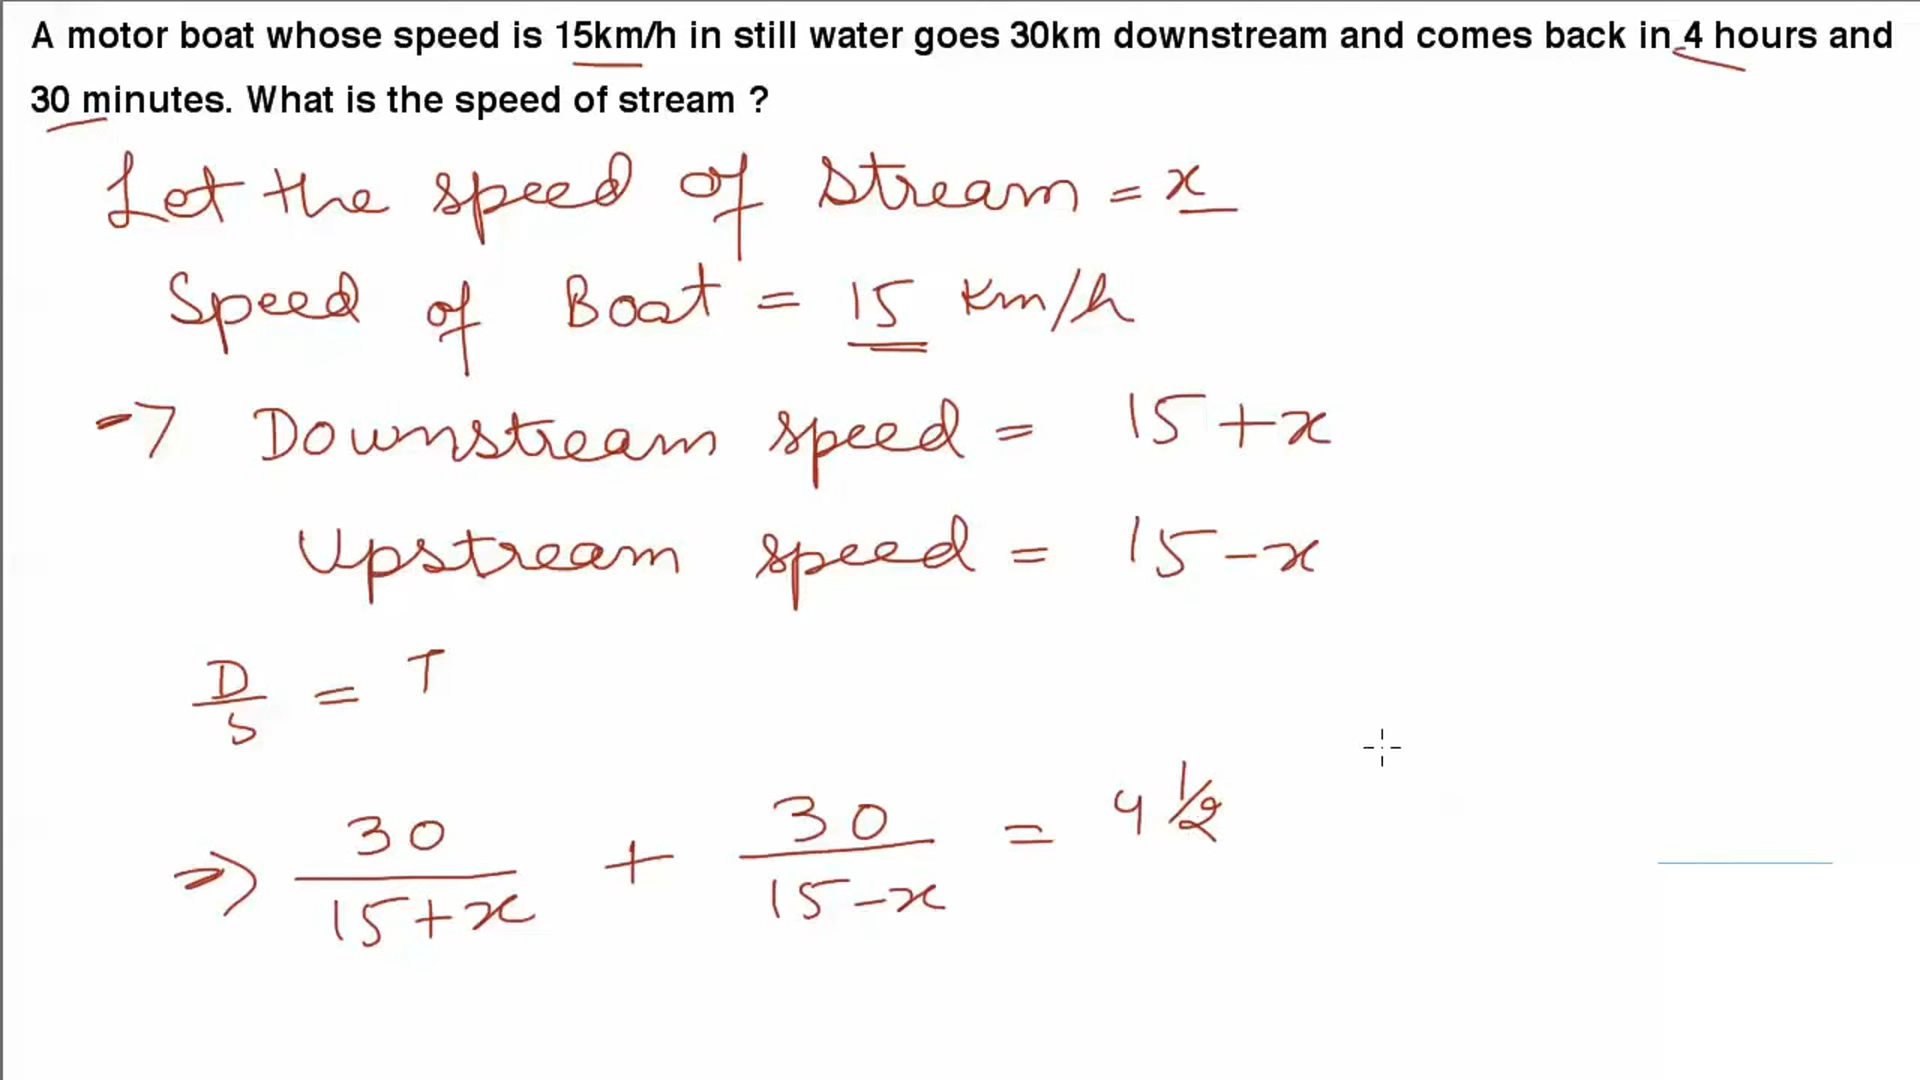 A motor boat whose speed is 15km/h in still water goes 30km downstream and comes back in 4 hours and
30 minutes. What is the speed of stream ?
Let the speed of stream = x
Speed of Boat = 15 Km/h
=> Downstream speed = 15+x
Upstream speed = 15-x
D/S = T
=> 30/(15+x) + 30/(15-x) = 4 1/2